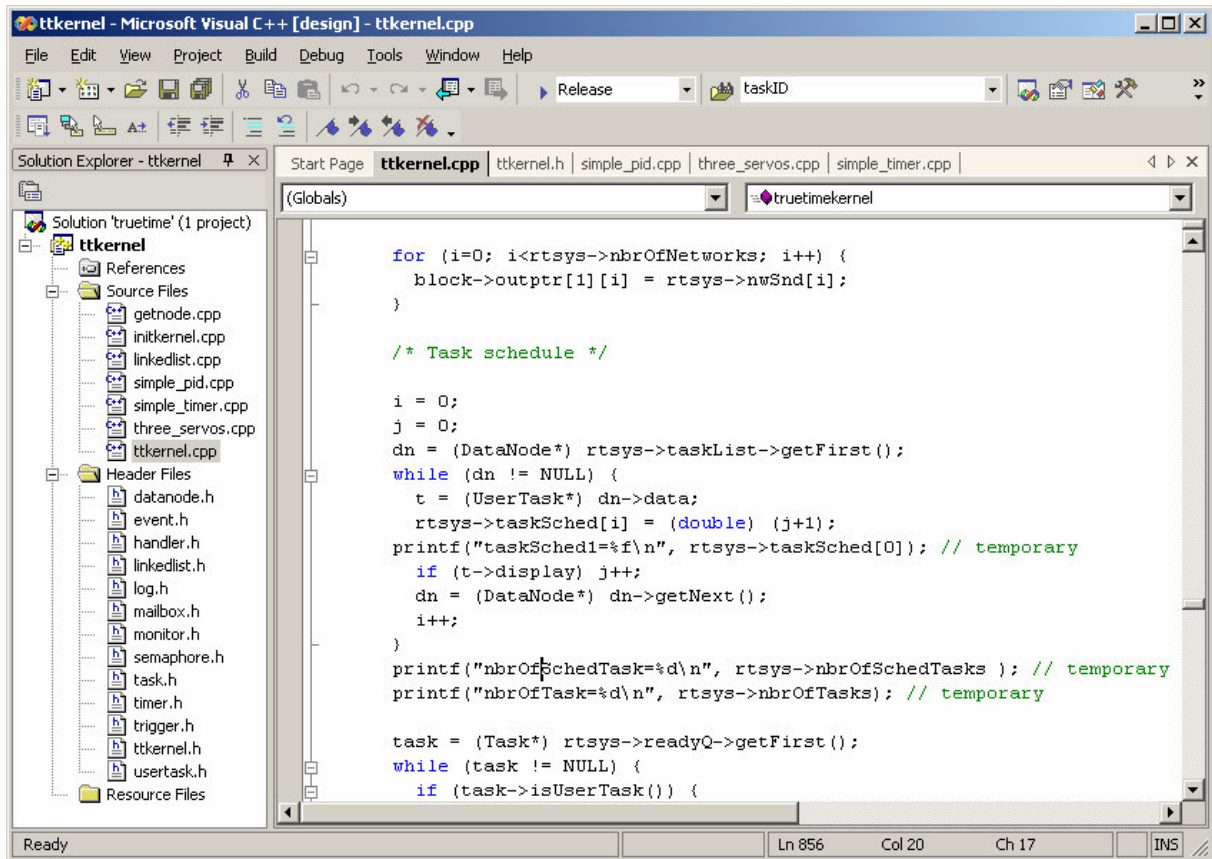 ttkernel - Microsoft Visual C++ [design] - ttkernel.cpp
File Edit View Project Build Debug Tools Window Help
Release taskID
Solution Explorer - ttkernel
Start Page ttkernel.cpp ttkernel.h simple_pid.cpp three_servos.cpp simple_timer.cpp
(Globals) truetimekernel
Solution 'truetime' (1 project)
ttkernel
References
Source Files
getnode.cpp
initkernel.cpp
linkedlist.cpp
simple_pid.cpp
simple_timer.cpp
three_servos.cpp
ttkernel.cpp
Header Files
datanode.h
event.h
handler.h
linkedlist.h
log.h
mailbox.h
monitor.h
semaphore.h
task.h
timer.h
trigger.h
ttkernel.h
usertask.h
Resource Files
for (i=0; i<rtsys->nbrOfNetworks; i++) {
block->outptr[1][i] = rtsys->nwSnd[i];
}
/* Task schedule */
i = 0;
j = 0;
dn = (DataNode*) rtsys->taskList->getFirst();
while (dn != NULL) {
t = (UserTask*) dn->data;
rtsys->taskSched[i] = (double) (j+1);
printf("taskSched1=%f\n", rtsys->taskSched[0]); // temporary
if (t->display) j++;
dn = (DataNode*) dn->getNext();
i++;
}
printf("nbrOfSchedTask=%d\n", rtsys->nbrOfSchedTasks ); // temporary
printf("nbrOfTask=%d\n", rtsys->nbrOfTasks); // temporary
task = (Task*) rtsys->readyQ->getFirst();
while (task != NULL) {
if (task->isUserTask()) {
Ready Ln 856 Col 20 Ch 17 INS